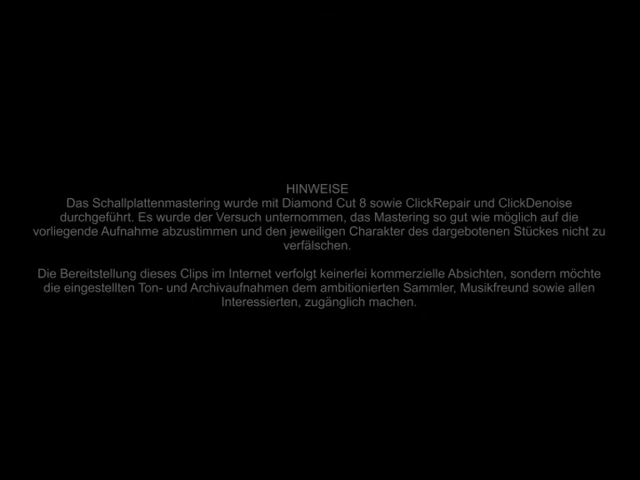 HINWEISE
Das Schallplattenmastering wurde mit Diamond Cut 8 sowie ClickRepair und ClickDenoise
durchgeführt. Es wurde der Versuch unternommen, das Mastering so gut wie möglich auf die
vorliegende Aufnahme abzustimmen und den jeweiligen Charakter des dargebotenen Stückes nicht zu
verfälschen.
Die Bereitstellung dieses Clips im Internet verfolgt keinerlei kommerzielle Absichten, sondern möchte
die eingestellten Ton- und Archivaufnahmen dem ambitionierten Sammler, Musikfreund sowie allen
Interessierten, zugänglich machen.